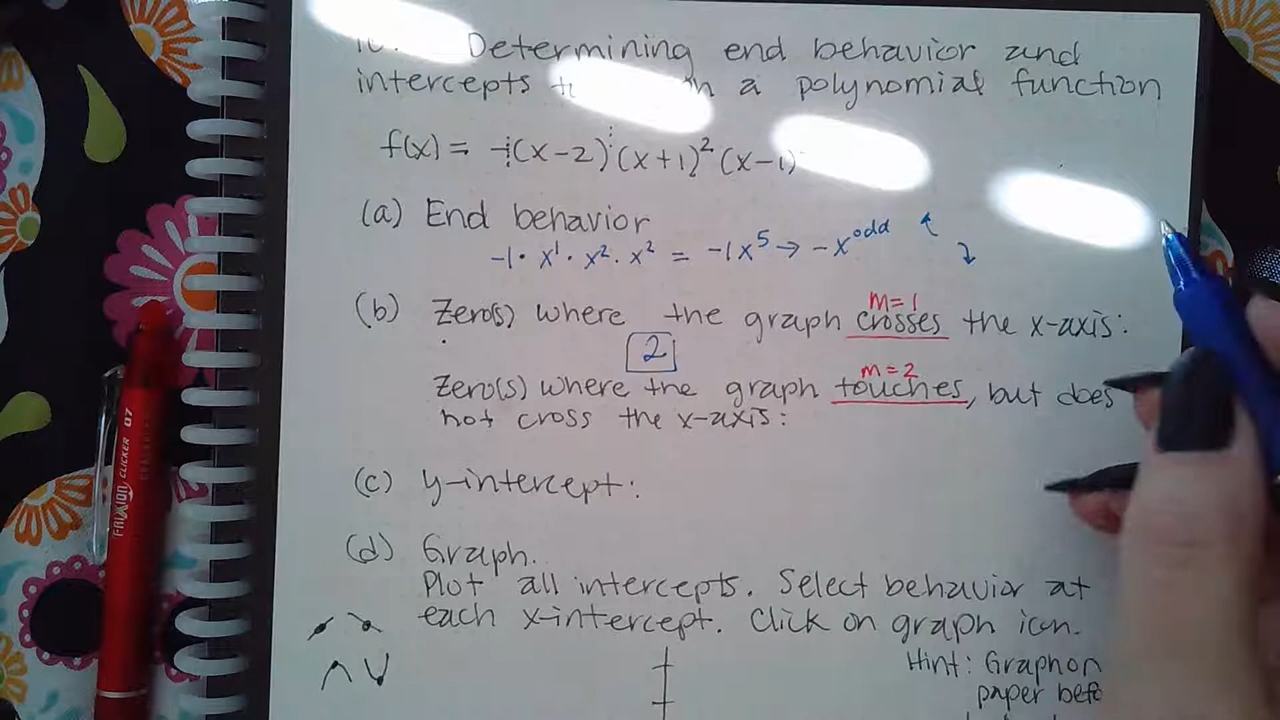 Determining end behavior and
intercepts a polynomial function
f(x) = -1(x-2)¹(x+1)²(x-1)
(a) End behavior
-1· x¹· x²· x² = -1x⁵ → -x^odd
(b) Zero(s) where the graph crosses the x-axis:
m=1
2
Zero(s) where the graph touches, but does
m=2
not cross the x-axis:
(c) y-intercept:
(d) Graph.
Plot all intercepts. Select behavior at
each x-intercept. Click on graph icon.
Hint: Graph on
paper
FRIXION CLICKER 07